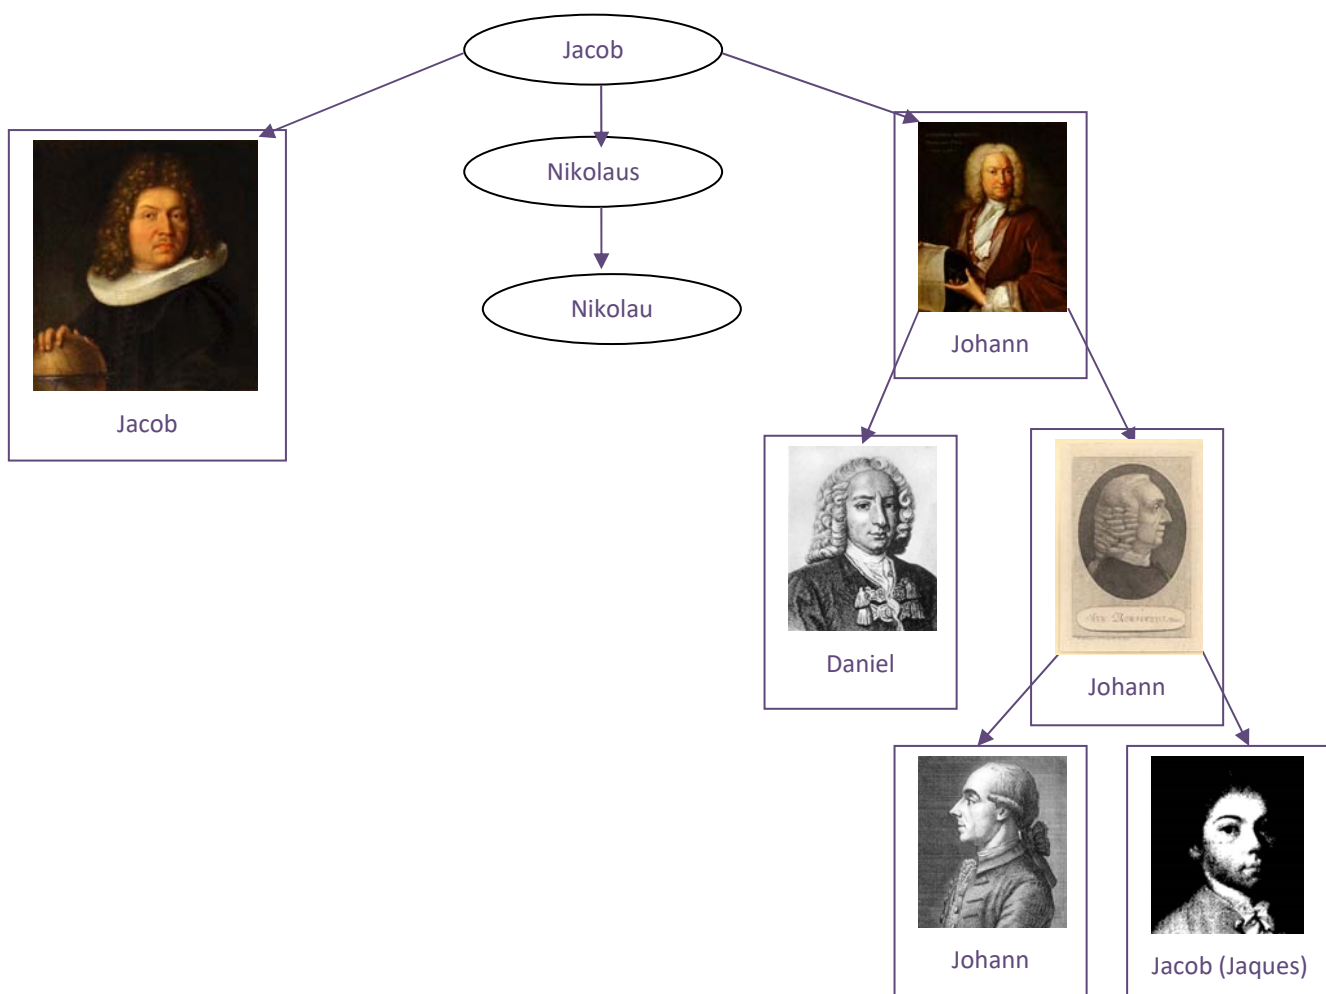 Jacob
Nikolaus
Nikolau
Jacob
Johann
Daniel
Johann
Johann
Jacob (Jaques)